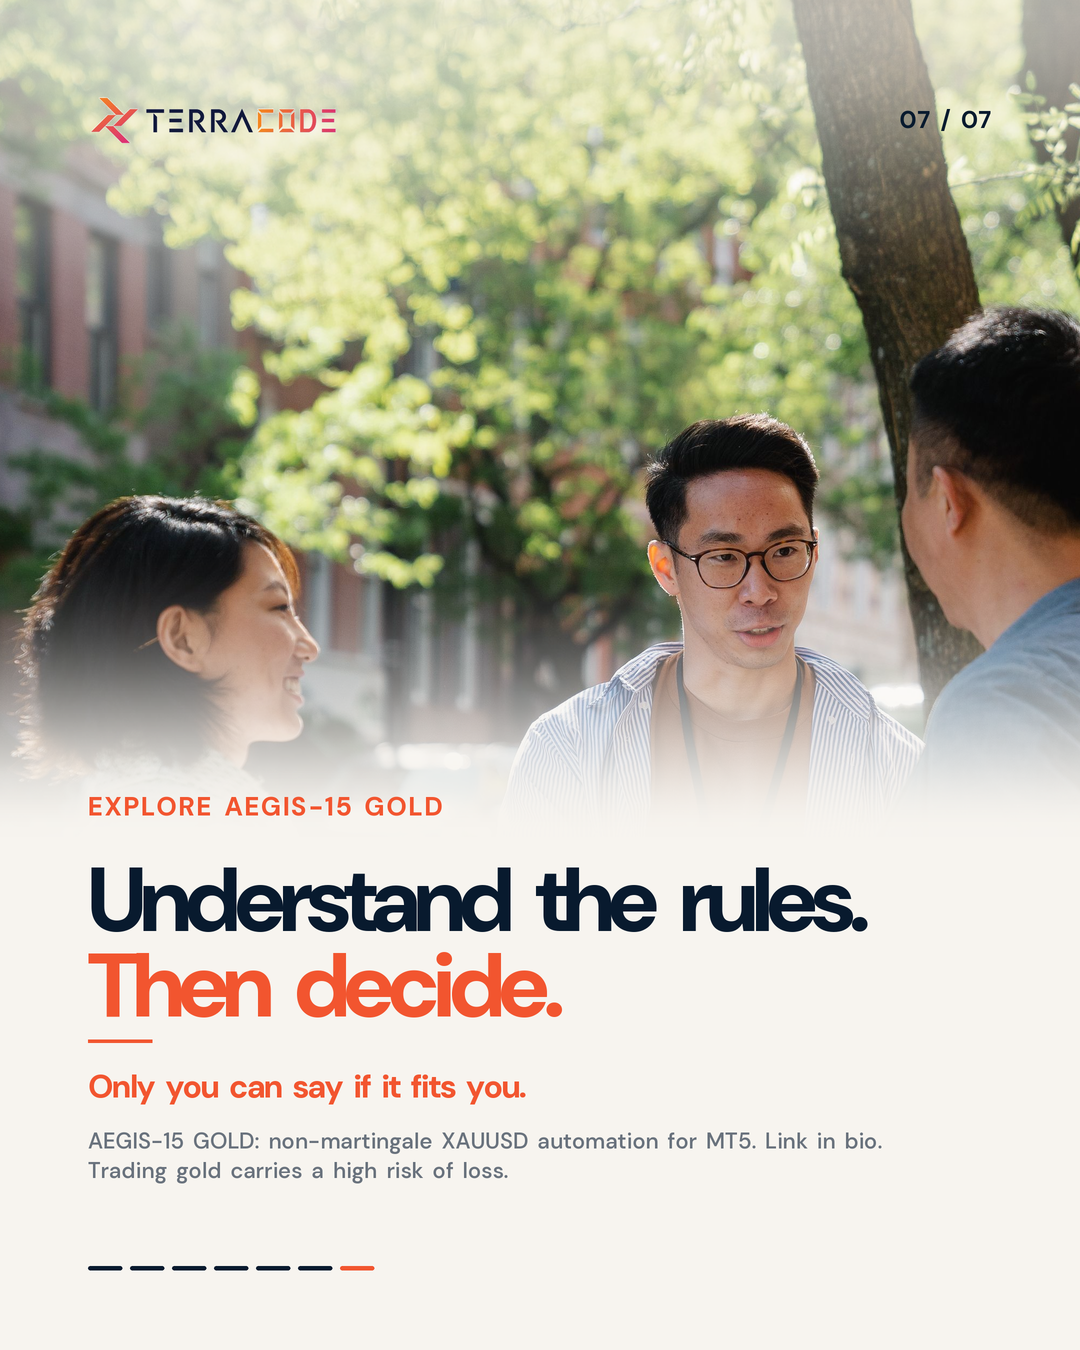 TERRACODE
07 / 07
EXPLORE AEGIS-15 GOLD
Understand the rules.
Then decide.
Only you can say if it fits you.
AEGIS-15 GOLD: non-martingale XAUUSD automation for MT5. Link in bio.
Trading gold carries a high risk of loss.